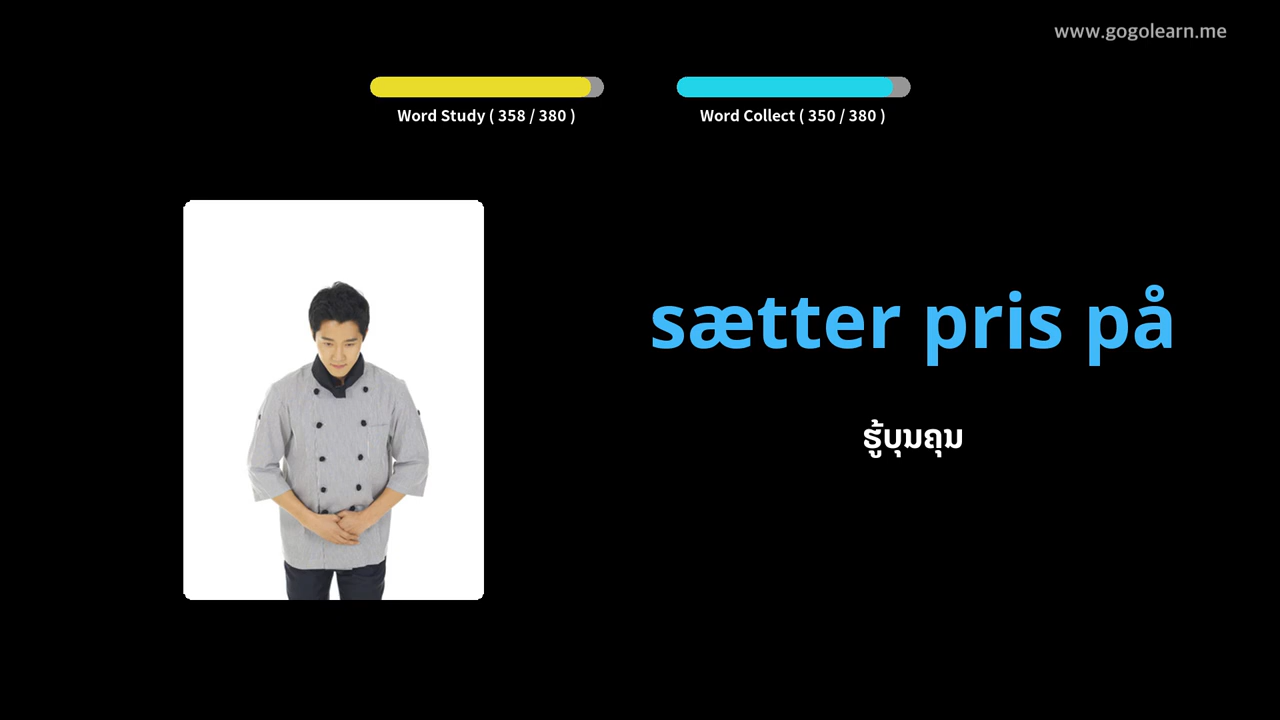 www.gogolearn.me
Word Study ( 358 / 380 )
Word Collect ( 350 / 380 )
sætter pris på
ຮູ້ບຸນຄຸນ